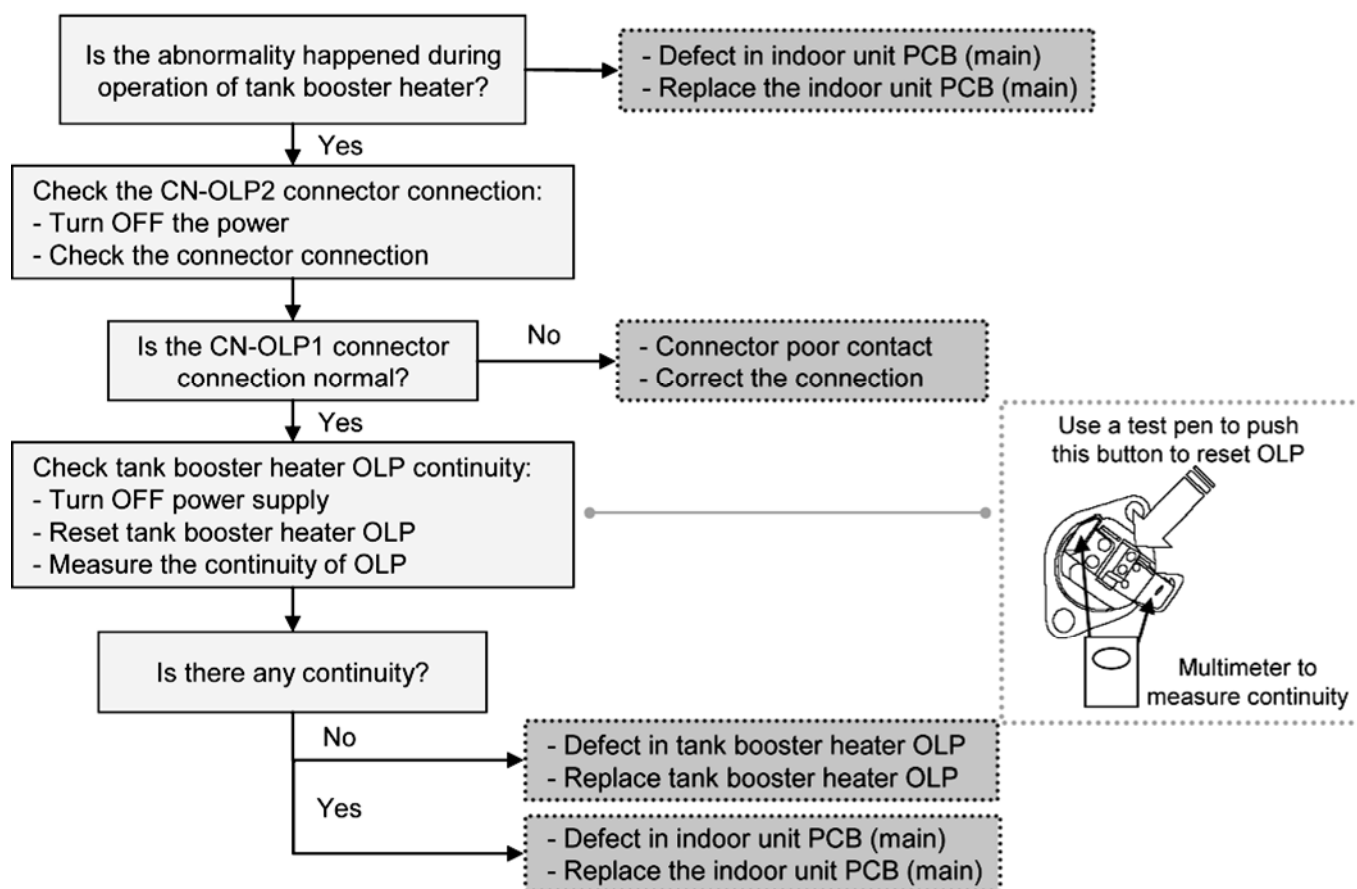 Is the abnormality happened during
operation of tank booster heater?
- Defect in indoor unit PCB (main)
- Replace the indoor unit PCB (main)
Yes
Check the CN-OLP2 connector connection:
- Turn OFF the power
- Check the connector connection
Is the CN-OLP1 connector
connection normal?
No
- Connector poor contact
- Correct the connection
Yes
Check tank booster heater OLP continuity:
- Turn OFF power supply
- Reset tank booster heater OLP
- Measure the continuity of OLP
Use a test pen to push
this button to reset OLP
Multimeter to
measure continuity
Is there any continuity?
No
- Defect in tank booster heater OLP
- Replace tank booster heater OLP
Yes
- Defect in indoor unit PCB (main)
- Replace the indoor unit PCB (main)